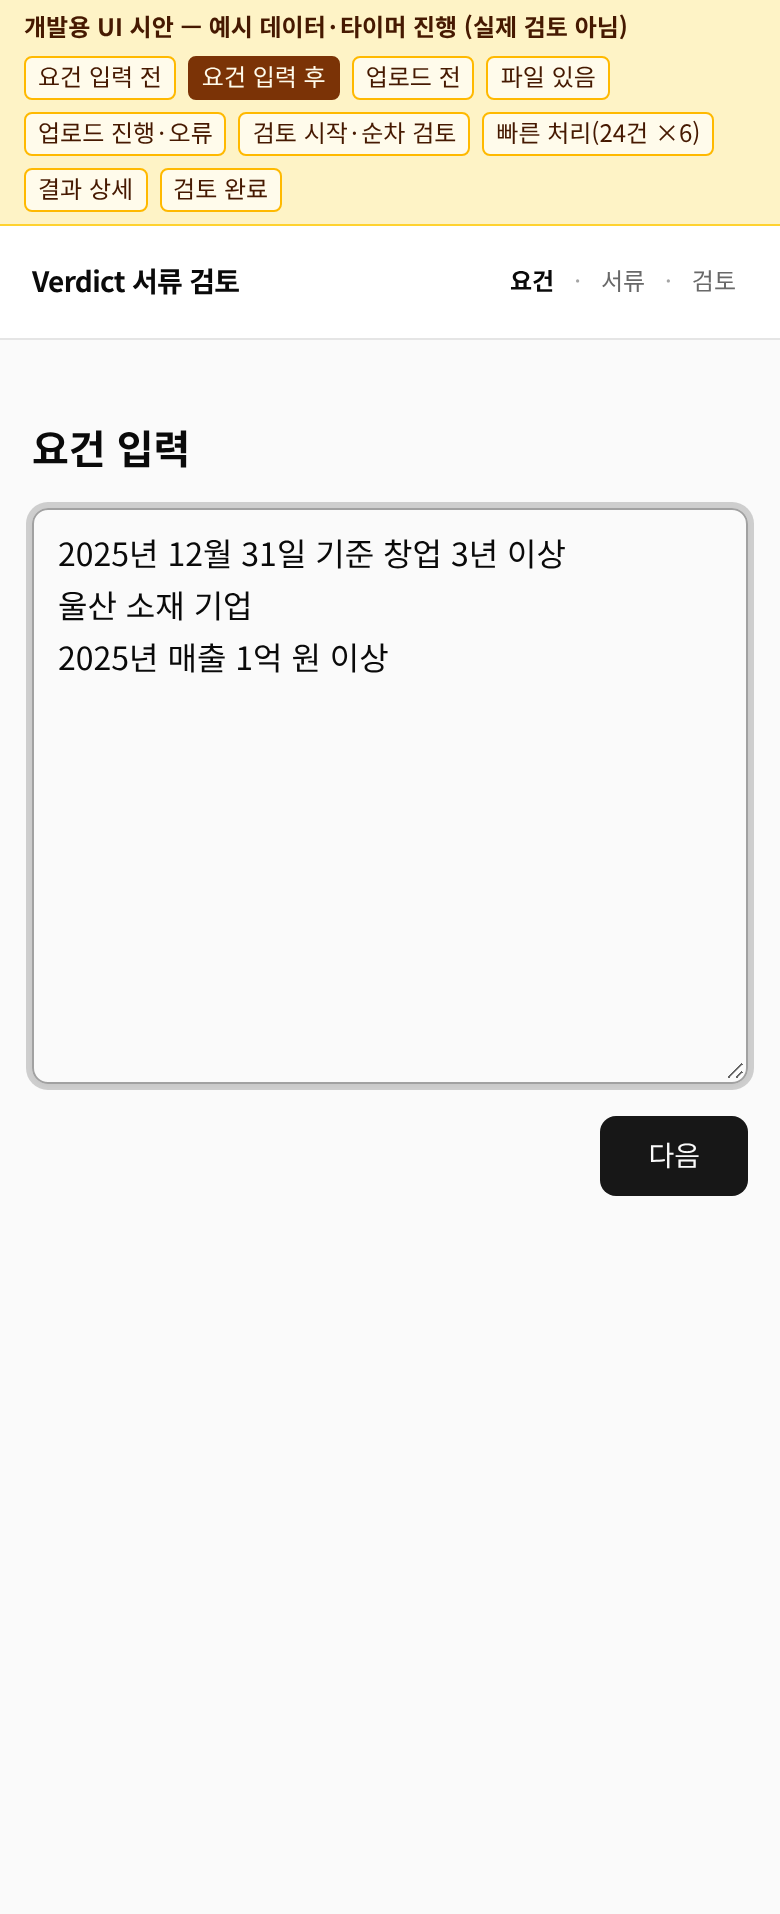 개발용 UI 시안 — 예시 데이터·타이머 진행 (실제 검토 아님)
요건 입력 전 요건 입력 후 업로드 전 파일 있음
업로드 진행·오류 검토 시작·순차 검토 빠른 처리(24건 ×6)
결과 상세 검토 완료
Verdict 서류 검토 요건 · 서류 · 검토
요건 입력
2025년 12월 31일 기준 창업 3년 이상
울산 소재 기업
2025년 매출 1억 원 이상
다음